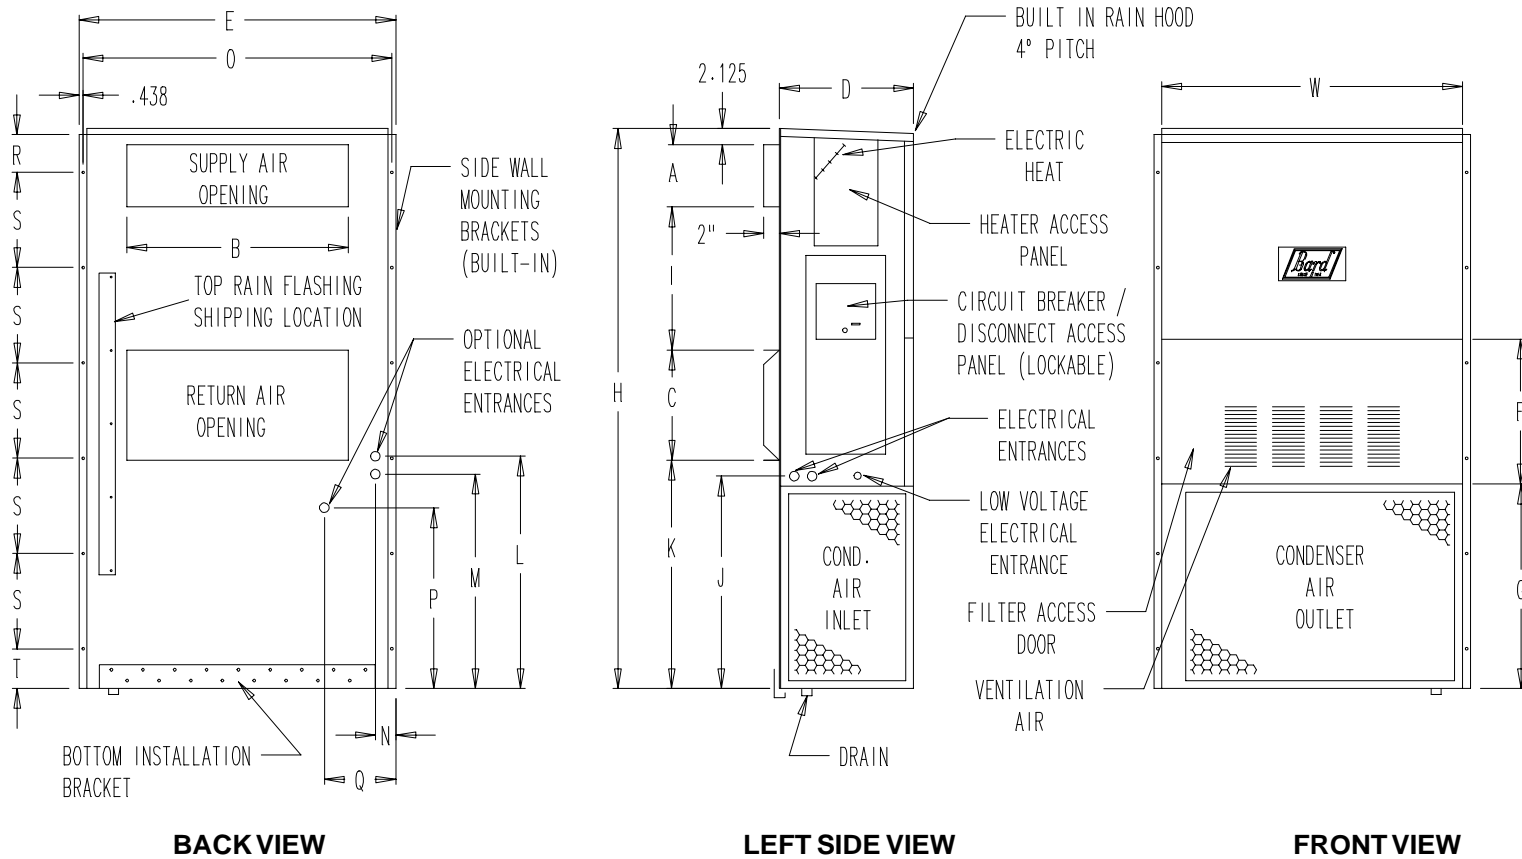 E
O
.438
R
S
S
S
S
S
T
SUPPLY AIR
OPENING
B
TOP RAIN FLASHING
SHIPPING LOCATION
RETURN AIR
OPENING
SIDE WALL
MOUNTING
BRACKETS
(BUILT-IN)
OPTIONAL
ELECTRICAL
ENTRANCES
P
M
L
N
Q
BOTTOM INSTALLATION
BRACKET
BACK VIEW
2.125
D
BUILT IN RAIN HOOD
4° PITCH
A
2"
H
I
C
K
J
ELECTRIC
HEAT
HEATER ACCESS
PANEL
CIRCUIT BREAKER /
DISCONNECT ACCESS
PANEL (LOCKABLE)
ELECTRICAL
ENTRANCES
LOW VOLTAGE
ELECTRICAL
ENTRANCE
COND.
AIR
INLET
FILTER ACCESS
DOOR
VENTILATION
AIR
DRAIN
LEFT SIDE VIEW
W
Bard
F
G
CONDENSER
AIR
OUTLET
FRONT VIEW